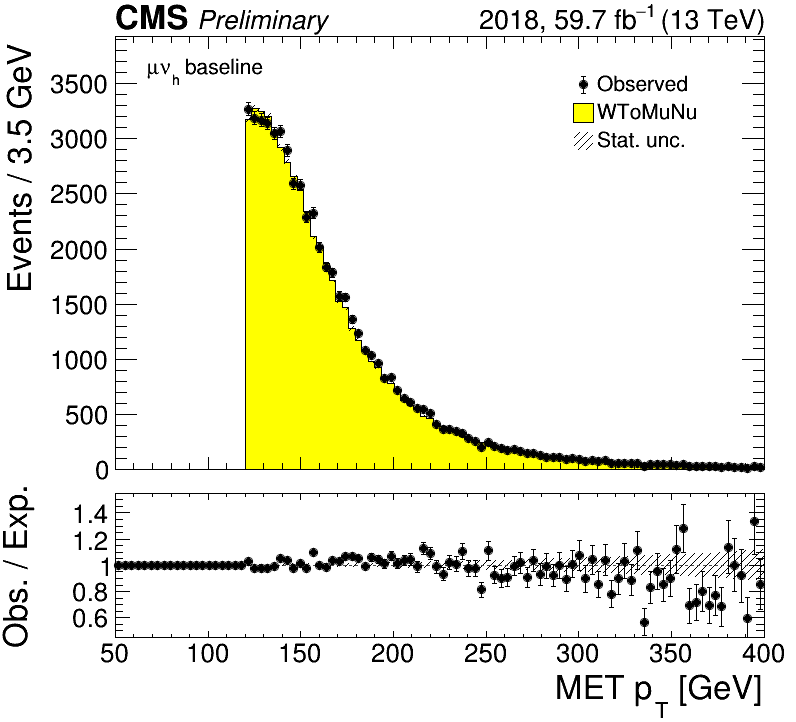 CMS Preliminary 2018, 59.7 fb⁻¹ (13 TeV)
μν_h baseline
Observed
WToMuNu
Stat. unc.
Events / 3.5 GeV
3500
3000
2500
2000
1500
1000
500
0
Obs. / Exp.
1.4
1.2
1
0.8
0.6
50 100 150 200 250 300 350 400
MET p_T [GeV]